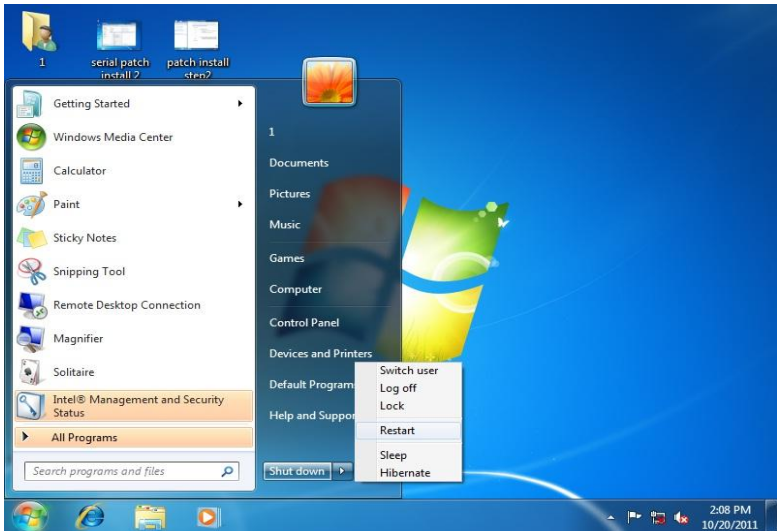 1
serial patch
install 2
patch install
step2
Getting Started
Windows Media Center
Calculator
Paint
Sticky Notes
Snipping Tool
Remote Desktop Connection
Magnifier
Solitaire
Intel® Management and Security
Status
All Programs
Search programs and files
1
Documents
Pictures
Music
Games
Computer
Control Panel
Devices and Printers
Default Programs
Help and Suppor
Shut down
Switch user
Log off
Lock
Restart
Sleep
Hibernate
2:08 PM
10/20/2011